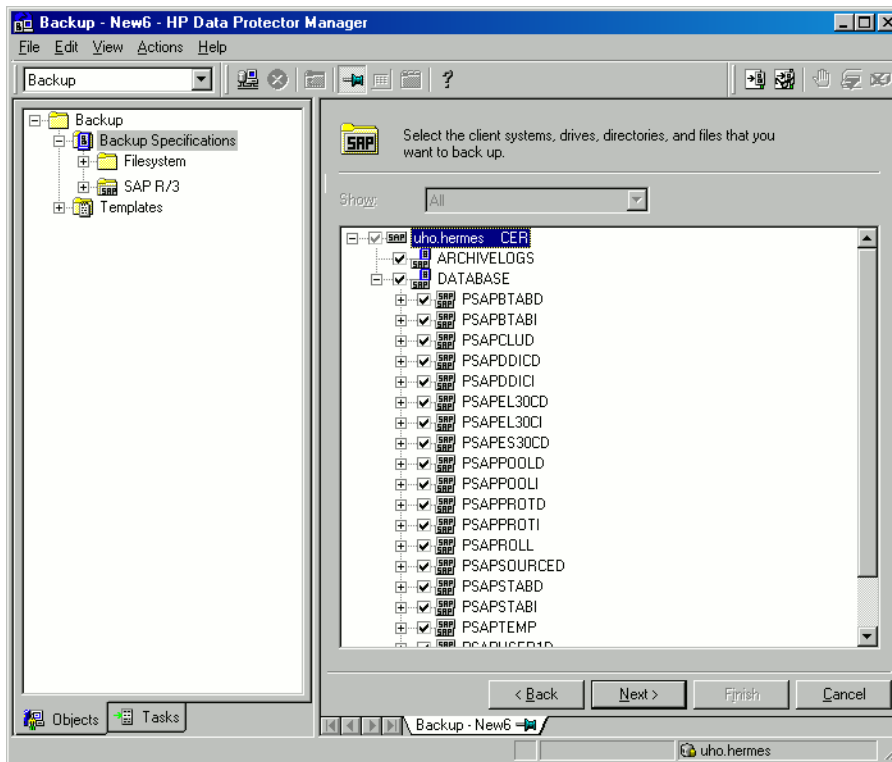 Backup - New6 - HP Data Protector Manager
File Edit View Actions Help
Backup
?
Backup
Backup Specifications
Filesystem
SAP R/3
Templates
Objects
Tasks
SAP
Select the client systems, drives, directories, and files that you
want to back up.
Show:
All
uho.hermes CER
ARCHIVELOGS
DATABASE
PSAPBTABD
PSAPBTABI
PSAPCLUD
PSAPDDICD
PSAPDDICI
PSAPEL30CD
PSAPEL30CI
PSAPES30CD
PSAPPOOLD
PSAPPOOLI
PSAPPROTD
PSAPPROTI
PSAPROLL
PSAPSOURCED
PSAPSTABD
PSAPSTABI
PSAPTEMP
PSAPUSER1D
< Back
Next >
Finish
Cancel
Backup - New6
uho.hermes